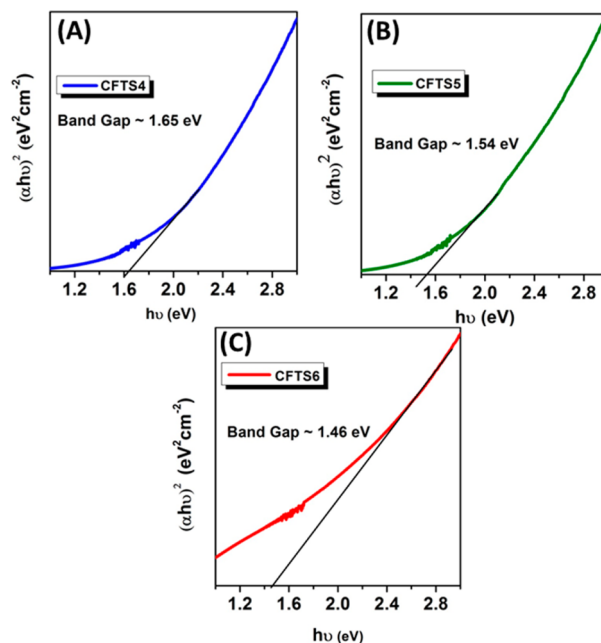 (A)
CFTS4
Band Gap ~ 1.65 eV
(αhυ)² (eV²cm⁻²)
1.2 1.6 2.0 2.4 2.8
hυ (eV)
(B)
CFTS5
Band Gap ~ 1.54 eV
(αhυ)² (eV²cm⁻²)
1.2 1.6 2.0 2.4 2.8
hυ (eV)
(C)
CFTS6
Band Gap ~ 1.46 eV
(αhυ)² (eV²cm⁻²)
1.2 1.6 2.0 2.4 2.8
hυ (eV)